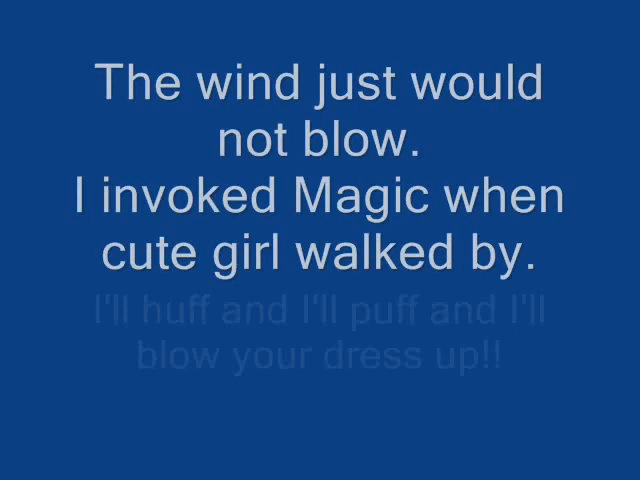 The wind just would
not blow.
I invoked Magic when
cute girl walked by.
I'll huff and I'll puff and I'll
blow your dress up!!